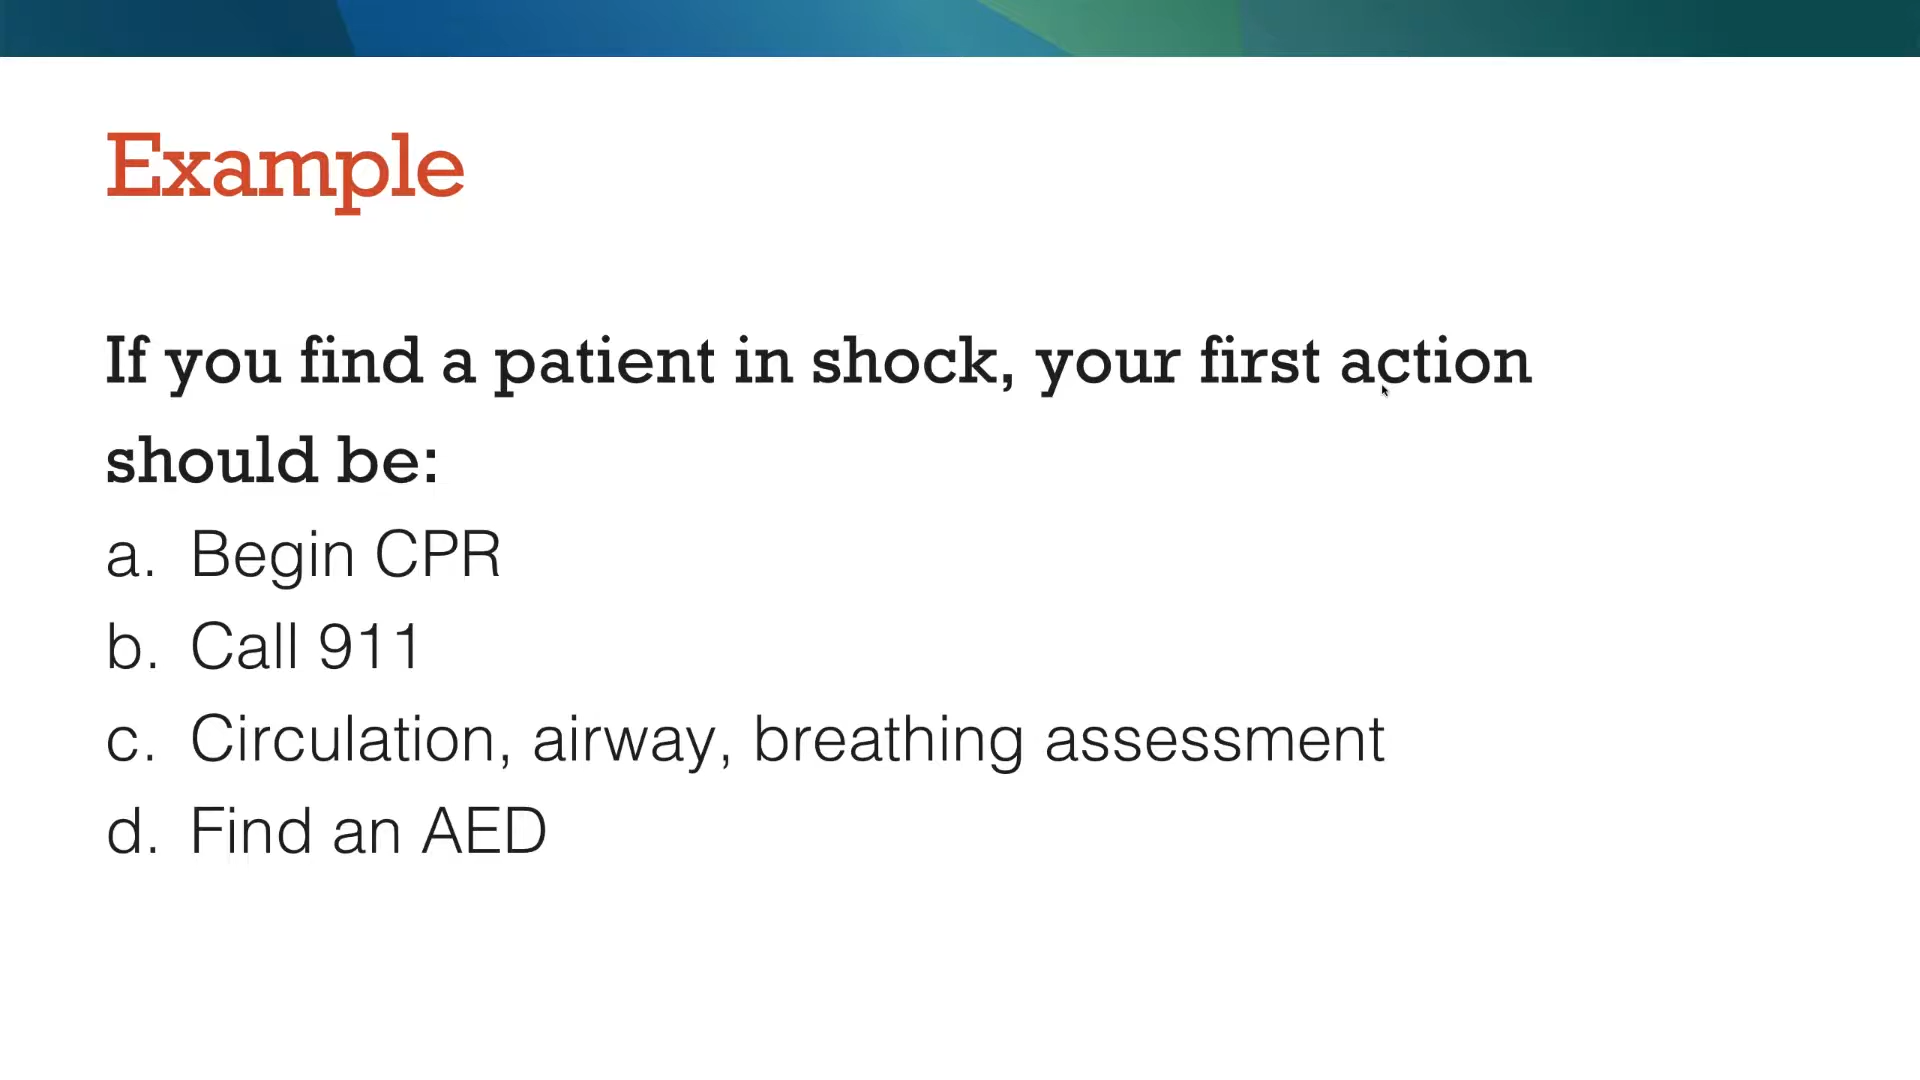 Example
If you find a patient in shock, your first action
should be:
a. Begin CPR
b. Call 911
c. Circulation, airway, breathing assessment
d. Find an AED